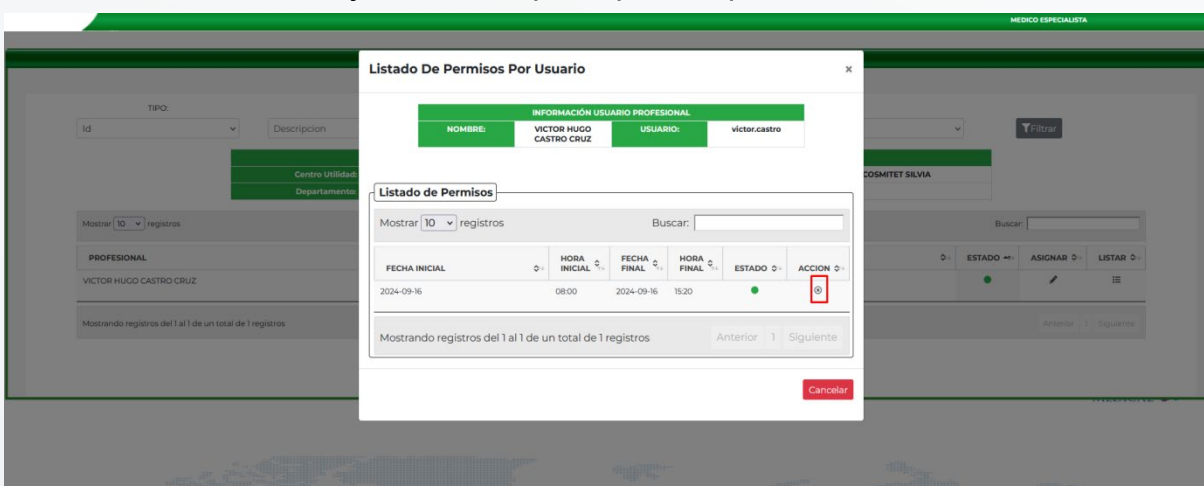 MEDICO ESPECIALISTA
Listado De Permisos Por Usuario ×
TIPO:
Id
Descripcion
Filtrar
INFORMACIÓN USUARIO PROFESIONAL
NOMBRE: VICTOR HUGO CASTRO CRUZ USUARIO: victor.castro
Centro Utilidad: COSMITET SILVIA
Departamento:
Listado de Permisos
Mostrar 10 registros Buscar:
Mostrar 10 registros Buscar:
PROFESIONAL ESTADO ASIGNAR LISTAR
FECHA INICIAL HORA INICIAL FECHA FINAL HORA FINAL ESTADO ACCION
VICTOR HUGO CASTRO CRUZ
2024-09-16 08:00 2024-09-16 15:20
Mostrando registros del 1 al 1 de un total de 1 registros Anterior 1 Siguiente
Mostrando registros del 1 al 1 de un total de 1 registros Anterior 1 Siguiente
Cancelar